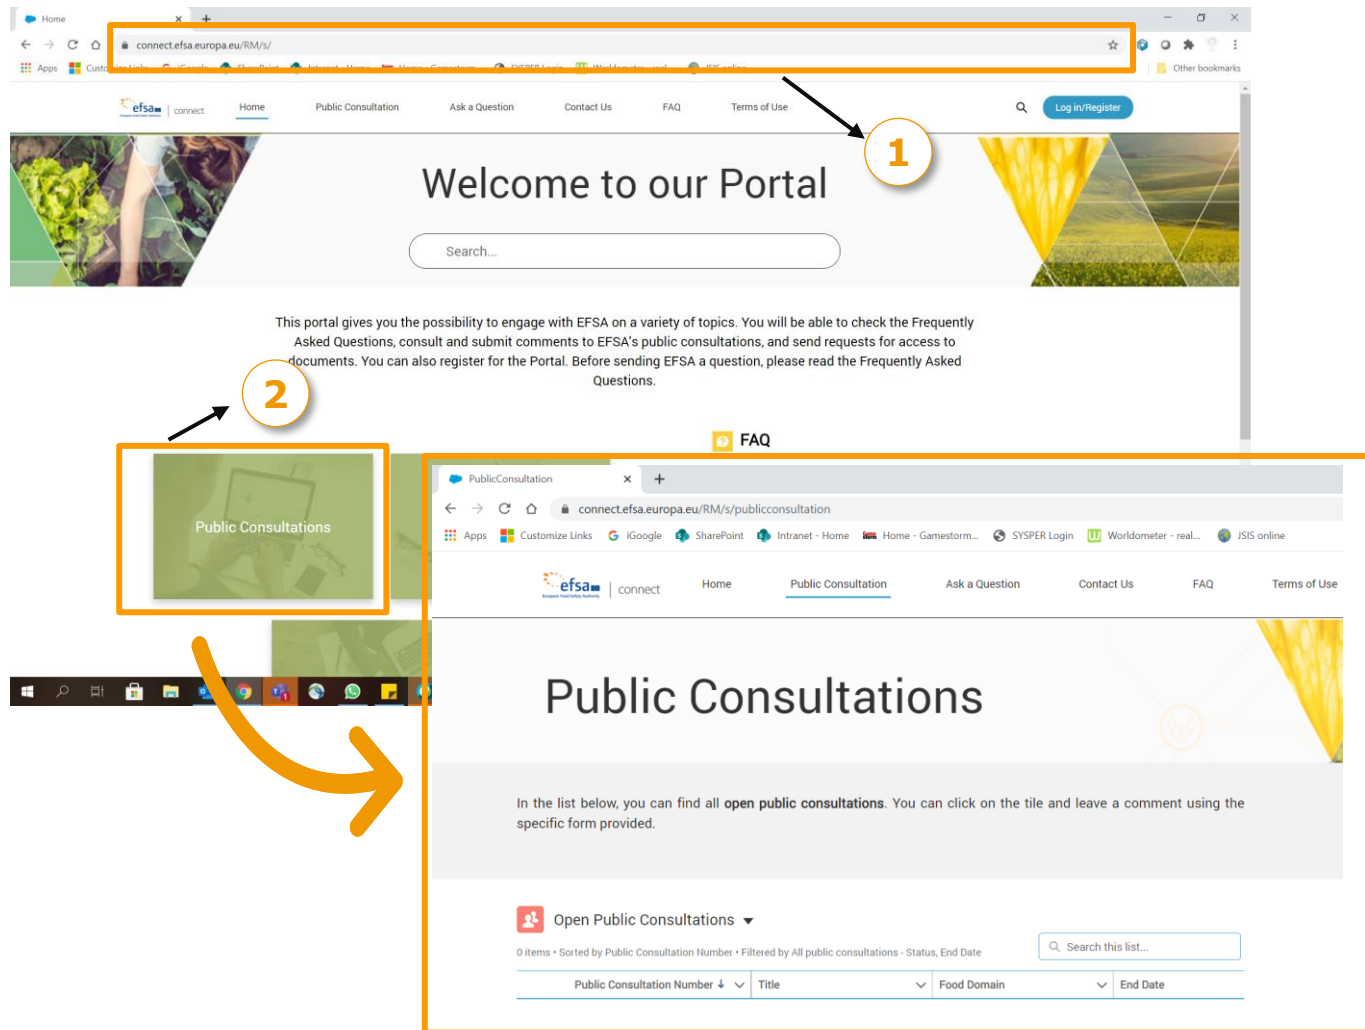 Home
connect.efsa.europa.eu/RM/s/
Apps
Other bookmarks
efsa | connect
Home
Public Consultation
Ask a Question
Contact Us
FAQ
Terms of Use
Log in/Register
1
Welcome to our Portal
Search...
This portal gives you the possibility to engage with EFSA on a variety of topics. You will be able to check the Frequently
Asked Questions, consult and submit comments to EFSA's public consultations, and send requests for access to
documents. You can also register for the Portal. Before sending EFSA a question, please read the Frequently Asked
Questions.
2
FAQ
Public Consultations
PublicConsultation
connect.efsa.europa.eu/RM/s/publicconsultation
Apps
Customize Links
iGoogle
SharePoint
Intranet - Home
Home - Gamestorm...
SYSPER Login
Worldometer - real...
JSIS online
efsa | connect
European Food Safety Authority
Home
Public Consultation
Ask a Question
Contact Us
FAQ
Terms of Use
Public Consultations
In the list below, you can find all open public consultations. You can click on the tile and leave a comment using the
specific form provided.
Open Public Consultations
0 items • Sorted by Public Consultation Number • Filtered by All public consultations - Status, End Date
Search this list...
Public Consultation Number
Title
Food Domain
End Date